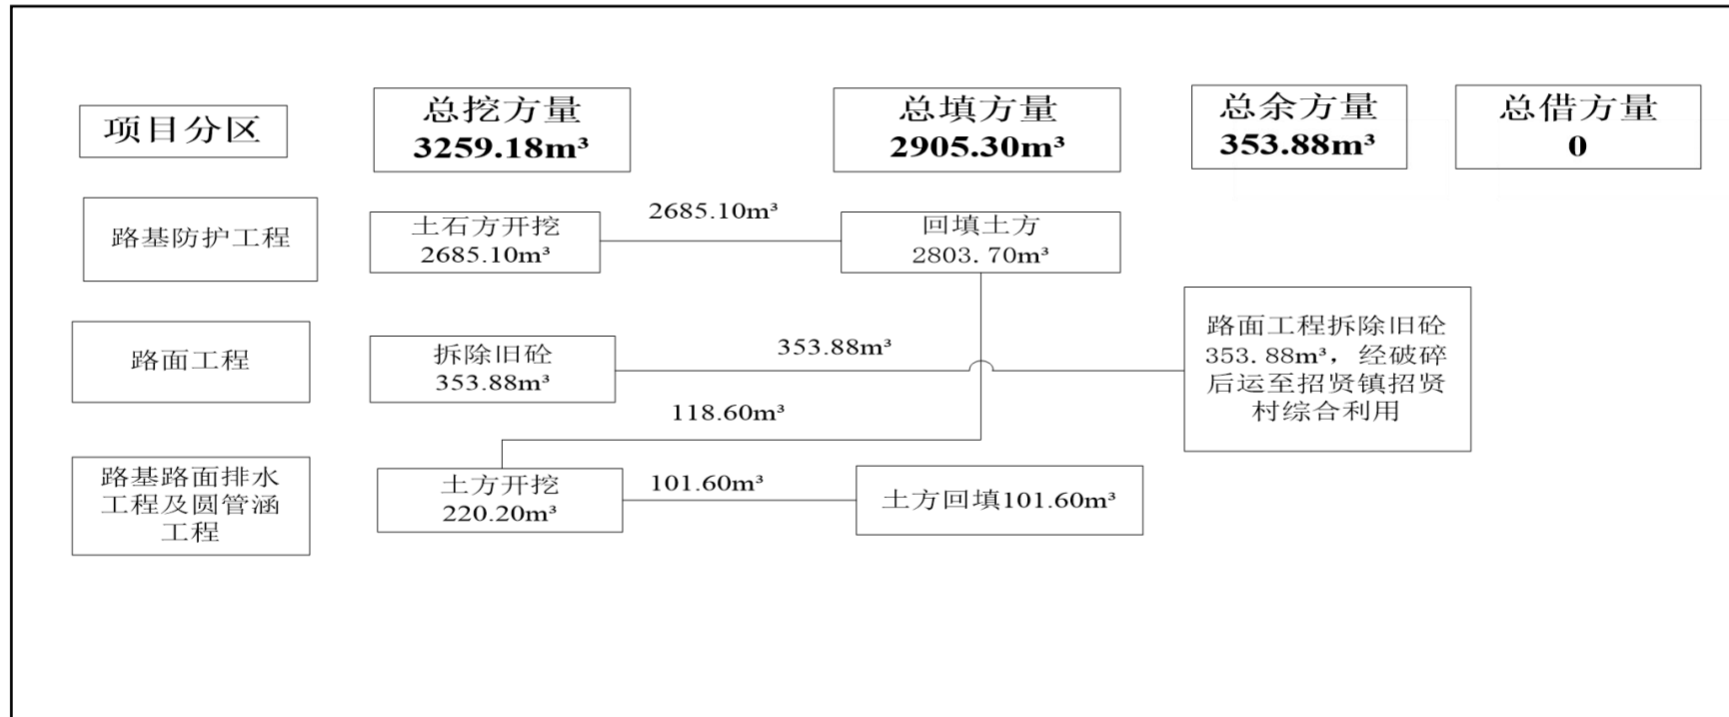 项目分区
总挖方量
3259.18m³
总填方量
2905.30m³
总余方量
353.88m³
总借方量
0
路基防护工程
土石方开挖
2685.10m³
2685.10m³
回填土方
2803.70m³
路面工程
拆除旧砼
353.88m³
353.88m³
路面工程拆除旧砼
353.88m³，经破碎
后运至招贤镇招贤
村综合利用
118.60m³
路基路面排水
工程及圆管涵
工程
土方开挖
220.20m³
101.60m³
土方回填101.60m³